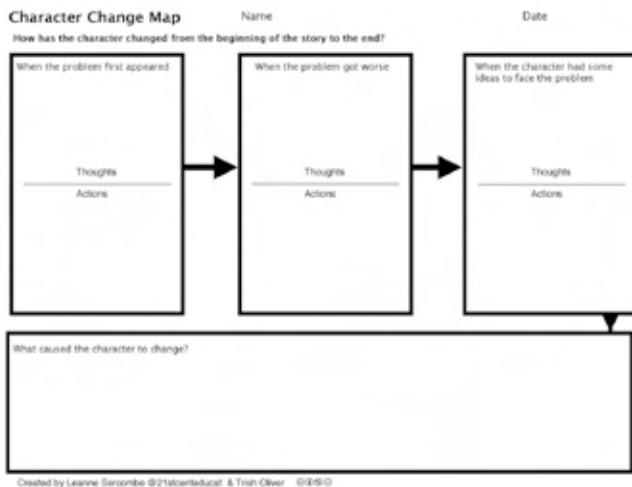 Character Change Map Name Date
How has the character changed from the beginning of the story to the end?
When the problem first appeared
Thoughts
Actions
When the problem got worse
Thoughts
Actions
When the character had some
ideas to face the problem
Thoughts
Actions
What caused the character to change?
Created by Leanne Sercombe @21stcenteducat & Trish Oliver